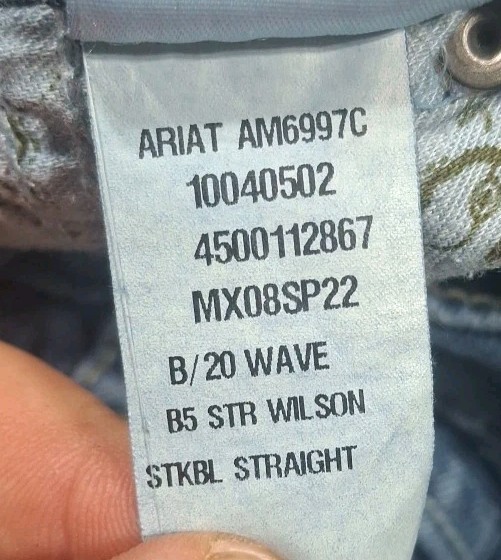 ARIAT AM6997C
10040502
4500112867
MX08SP22
B/20 WAVE
B5 STR WILSON
STKBL STRAIGHT